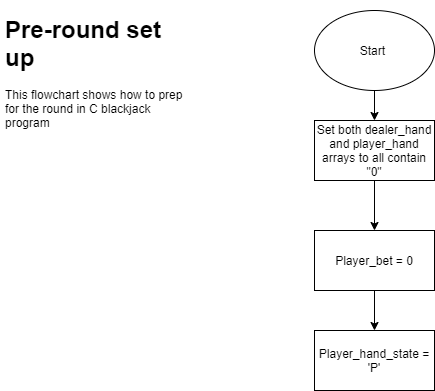 Pre-round set
up
This flowchart shows how to prep
for the round in C blackjack
program
Start
Set both dealer_hand
and player_hand
arrays to all contain
"0"
Player_bet = 0
Player_hand_state =
'P'